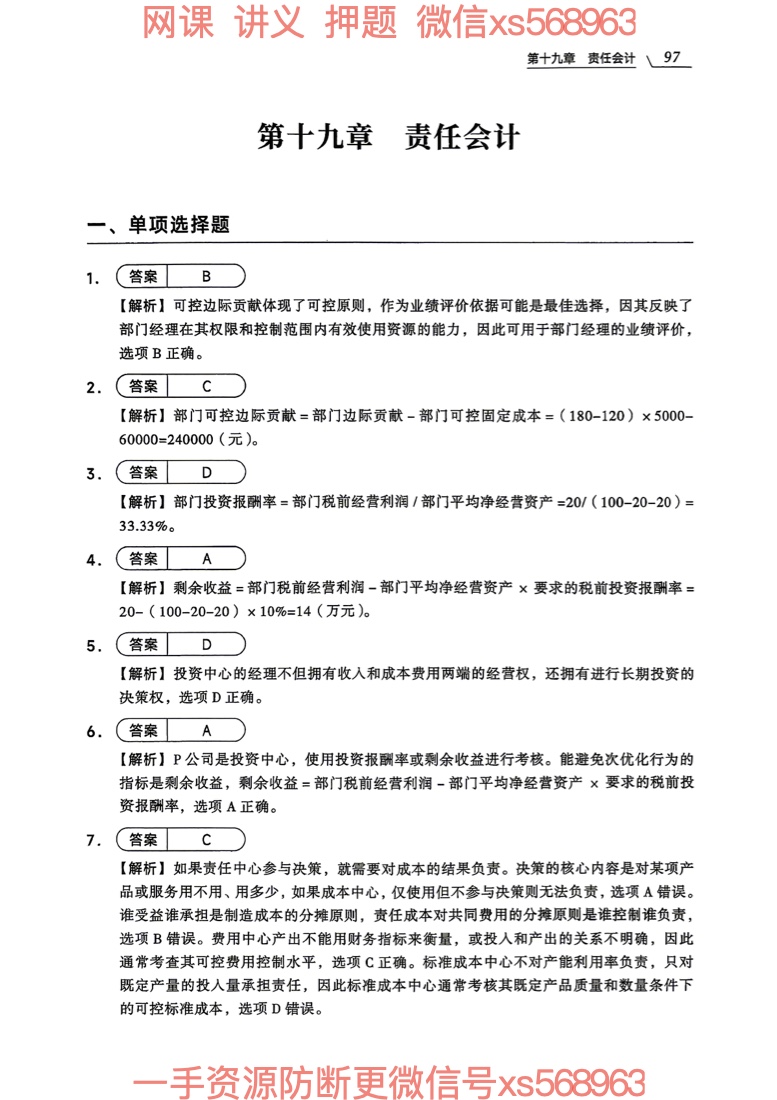 网课 讲义 押题 微信xs568963
第十九章 责任会计 97
第十九章 责任会计
一、单项选择题
1. 答案 B
【解析】可控边际贡献体现了可控原则，作为业绩评价依据可能是最佳选择，因其反映了
部门经理在其权限和控制范围内有效使用资源的能力，因此可用于部门经理的业绩评价，
选项 B 正确。
2. 答案 C
【解析】部门可控边际贡献 = 部门边际贡献 – 部门可控固定成本 =（180–120）×5000–
60000=240000（元）。
3. 答案 D
【解析】部门投资报酬率 = 部门税前经营利润 / 部门平均净经营资产 =20/（100–20–20）=
33.33%。
4. 答案 A
【解析】剩余收益 = 部门税前经营利润 – 部门平均净经营资产 × 要求的税前投资报酬率 =
20–（100–20–20）×10%=14（万元）。
5. 答案 D
【解析】投资中心的经理不但拥有收入和成本费用两端的经营权，还拥有进行长期投资的
决策权，选项 D 正确。
6. 答案 A
【解析】P 公司是投资中心，使用投资报酬率或剩余收益进行考核。能避免次优化行为的
指标是剩余收益，剩余收益 = 部门税前经营利润 – 部门平均净经营资产 × 要求的税前投
资报酬率，选项 A 正确。
7. 答案 C
【解析】如果责任中心参与决策，就需要对成本的结果负责。决策的核心内容是对某项产
品或服务用不用、用多少，如果成本中心，仅使用但不参与决策则无法负责，选项 A 错误。
谁受益谁承担是制造成本的分摊原则，责任成本对共同费用的分摊原则是谁控制谁负责，
选项 B 错误。费用中心产出不能用财务指标来衡量，或投入和产出的关系不明确，因此
通常考查其可控费用控制水平，选项 C 正确。标准成本中心不对产能利用率负责，只对
既定产量的投入量承担责任，因此标准成本中心通常考核其既定产品质量和数量条件下
的可控标准成本，选项 D 错误。
一手资源防断更微信号xs568963